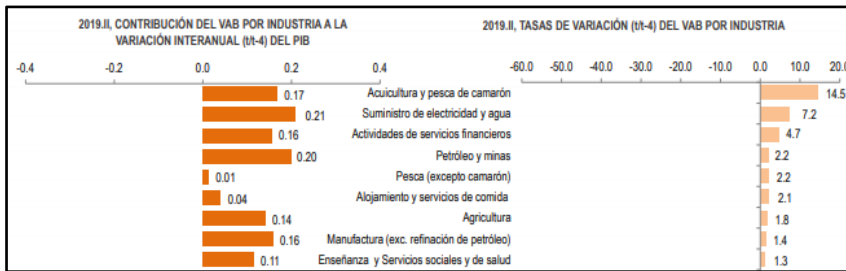 2019.II, CONTRIBUCIÓN DEL VAB POR INDUSTRIA A LA
VARIACIÓN INTERANUAL (t/t-4) DEL PIB
2019.II, TASAS DE VARIACIÓN (t/t-4) DEL VAB POR INDUSTRIA
-0.4 -0.2 0.0 0.2 0.4
-60.0 -50.0 -40.0 -30.0 -20.0 -10.0 0.0 10.0 20.0
0.17 Acuicultura y pesca de camarón 14.5
0.21 Suministro de electricidad y agua 7.2
0.16 Actividades de servicios financieros 4.7
0.20 Petróleo y minas 2.2
0.01 Pesca (excepto camarón) 2.2
0.04 Alojamiento y servicios de comida 2.1
0.14 Agricultura 1.8
0.16 Manufactura (exc. refinación de petróleo) 1.4
0.11 Enseñanza y Servicios sociales y de salud 1.3